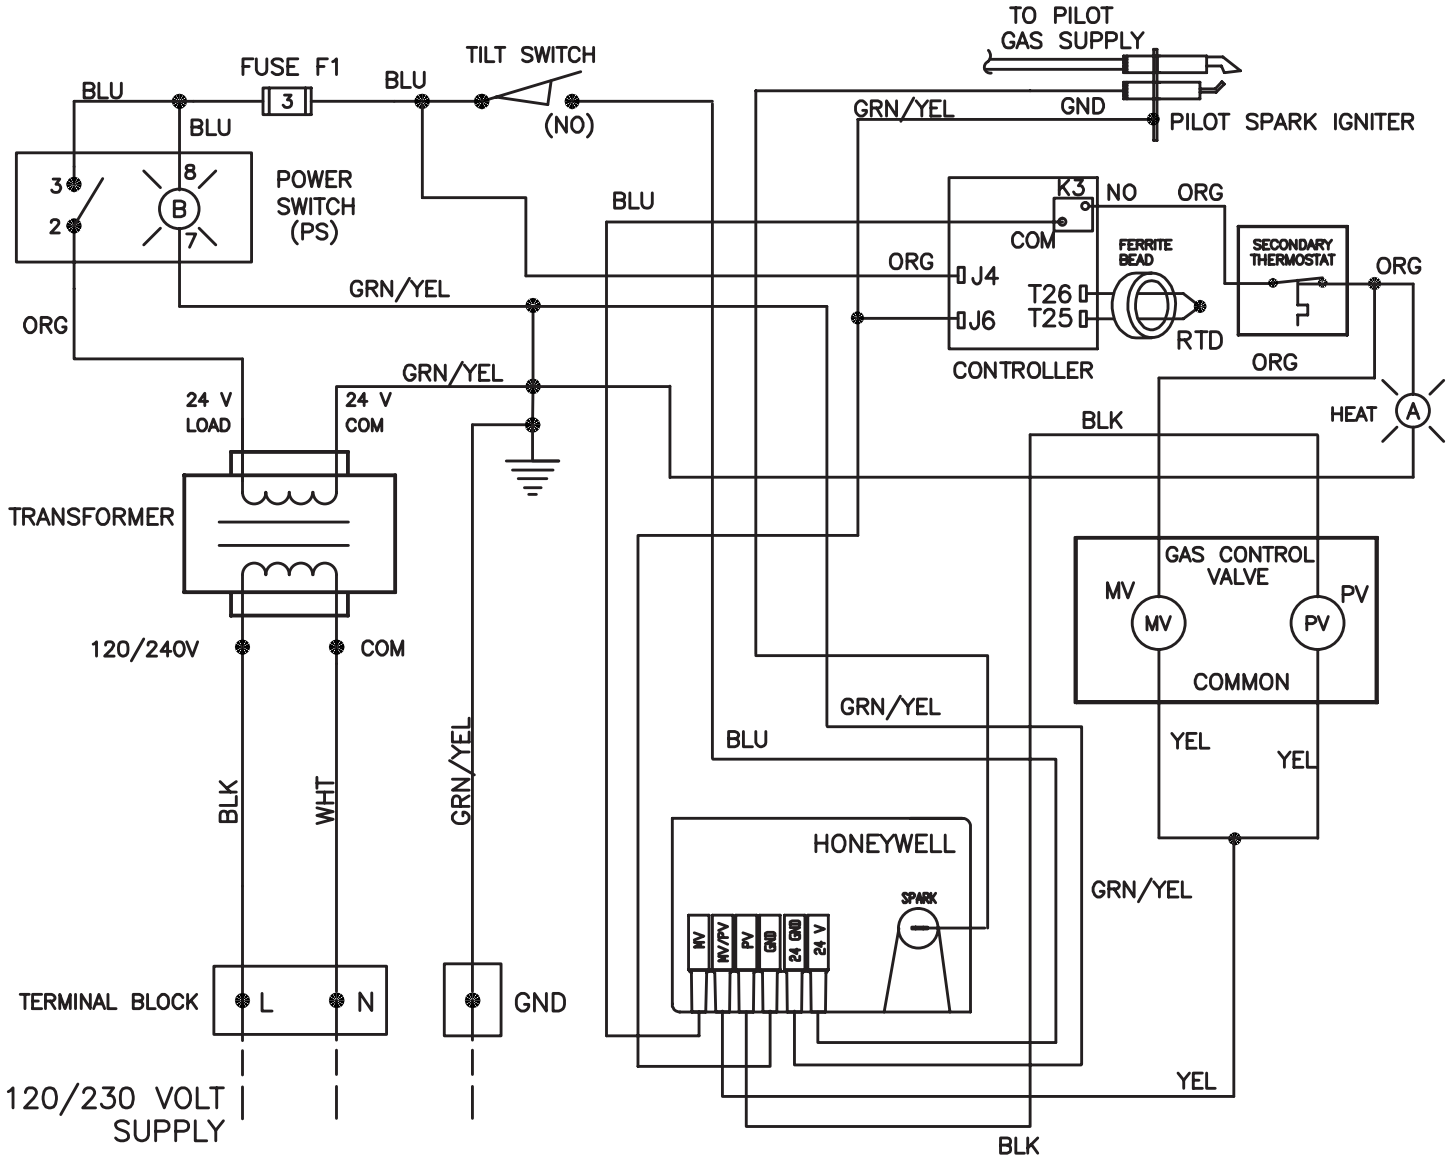 TO PILOT
GAS SUPPLY
TILT SWITCH
FUSE F1
BLU
BLU
3
GRN/YEL
GND
PILOT SPARK IGNITER
(NO)
BLU
8
3
POWER
SWITCH
(PS)
B
2
7
BLU
K3
NO
ORG
COM
FERRITE
BEAD
SECONDARY
THERMOSTAT
ORG
ORG
J4
GRN/YEL
T26
T25
J6
RTD
ORG
CONTROLLER
ORG
GRN/YEL
24 V
LOAD
24 V
COM
HEAT
A
BLK
TRANSFORMER
GAS CONTROL
VALVE
MV
PV
MV
PV
120/240V
COM
COMMON
GRN/YEL
BLU
YEL
YEL
BLK
WHT
GRN/YEL
HONEYWELL
GRN/YEL
SPARK
MV
MV/PV
PV
GND
24 GND
24 V
TERMINAL BLOCK
L
N
GND
YEL
120/230 VOLT
SUPPLY
BLK